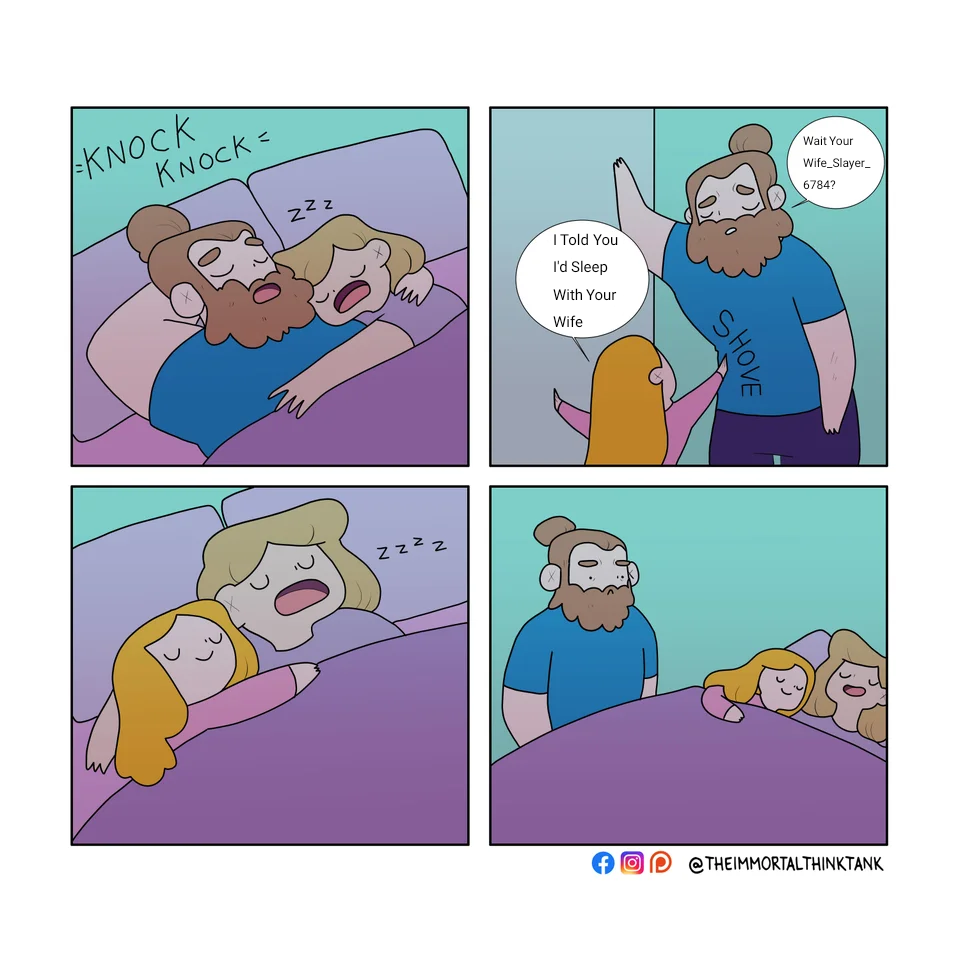 =KNOCK
KNOCK=
z z z
I Told You
I'd Sleep
With Your
Wife
Wait Your
Wife_Slayer_
6784?
SHOVE
z z z z
@THEIMMORTALTHINKTANK